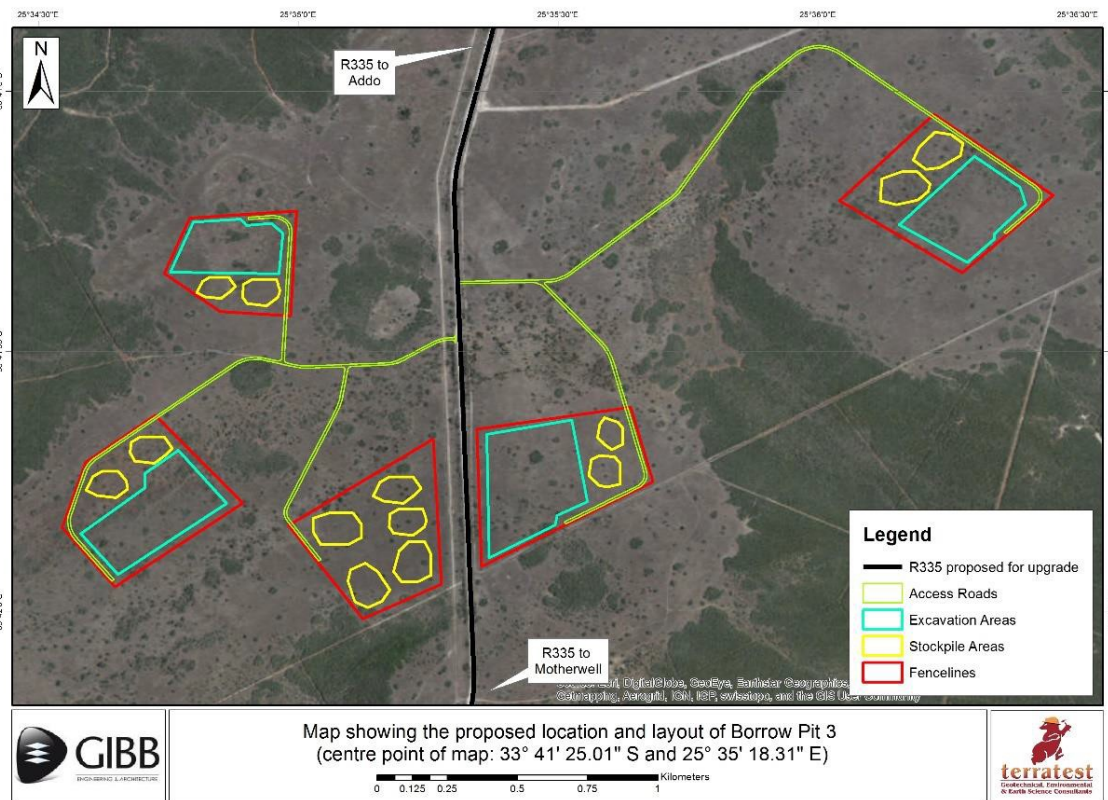 25°34'30"E 25°35'0"E 25°35'30"E 25°36'0"E 25°36'30"E
N
R335 to
Addo
Legend
R335 proposed for upgrade
Access Roads
Excavation Areas
Stockpile Areas
Fencelines
R335 to
Motherwell
Esri, DigitalGlobe, GeoEye, Earthstar Geographics,
Getmapping, Aerogrid, IGN, IGP, swisstopo, and the GIS User Community
GIBB
ENGINEERING & ARCHITECTURE
Map showing the proposed location and layout of Borrow Pit 3
(centre point of map: 33° 41' 25.01" S and 25° 35' 18.31" E)
Kilometers
0 0.125 0.25 0.5 0.75 1
terratest
Geotechnical, Environmental
& Earth Science Consultants